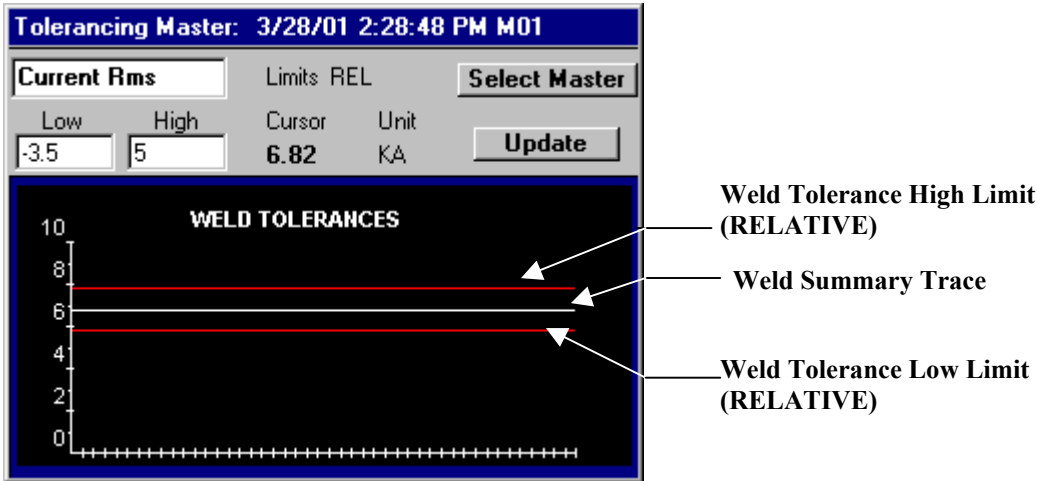 Tolerancing Master: 3/28/01 2:28:48 PM M01
Current Rms
Limits REL
Select Master
Low High Cursor Unit
-3.5 5 6.82 KA
Update
WELD TOLERANCES
10
8
6
4
2
0
Weld Tolerance High Limit
(RELATIVE)
Weld Summary Trace
Weld Tolerance Low Limit
(RELATIVE)